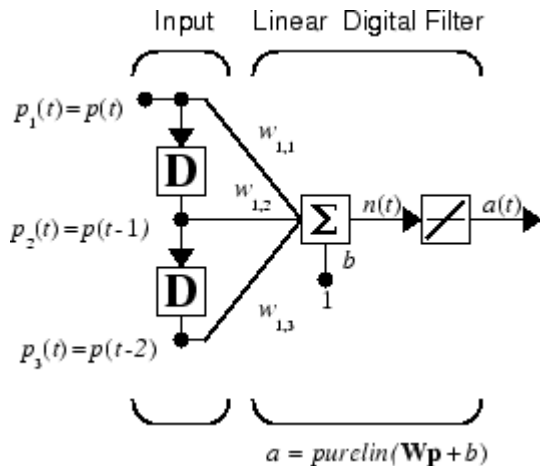 Input Linear Digital Filter
p₁(t)=p(t)
w₁,₁
D
w₁,₂
n(t) a(t)
p₂(t)=p(t-1)
Σ
b
D
1
w₁,₃
p₃(t)=p(t-2)
a = purelin(Wp+b)